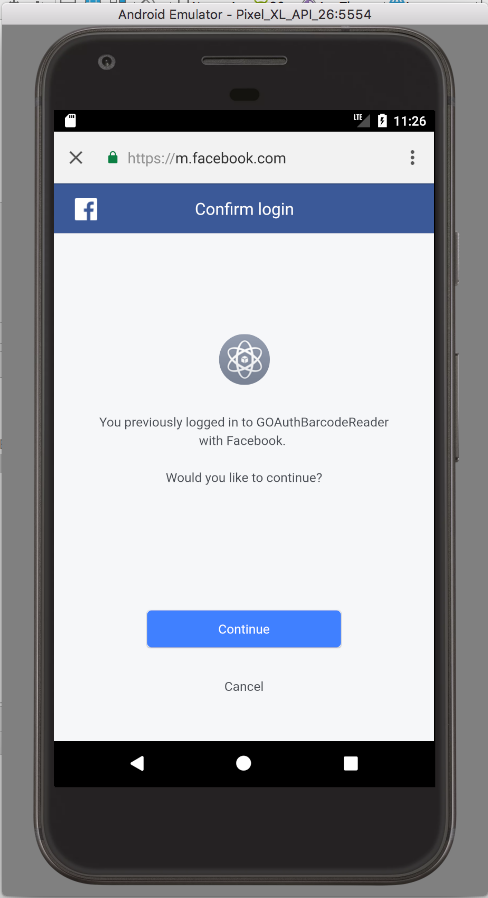 Android Emulator - Pixel_XL_API_26:5554
LTE 11:26
https://m.facebook.com
Confirm login
You previously logged in to GOAuthBarcodeReader
with Facebook.
Would you like to continue?
Continue
Cancel